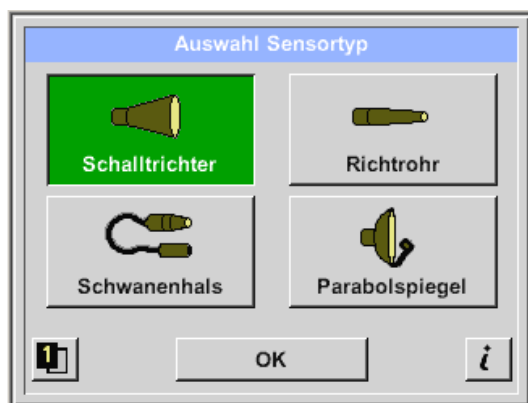 Auswahl Sensortyp
Schalltrichter
Richtrohr
Schwanenhals
Parabolspiegel
1
OK
i